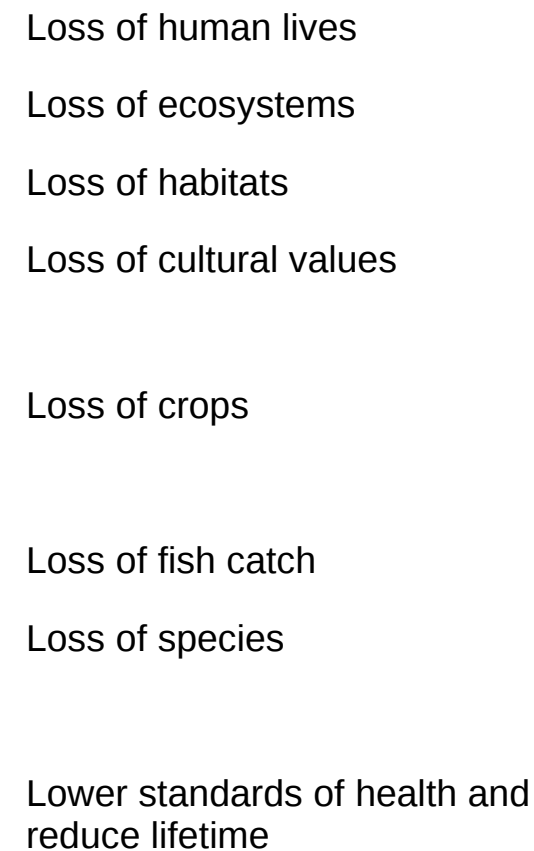 Loss of human lives
Loss of ecosystems
Loss of habitats
Loss of cultural values
Loss of crops
Loss of fish catch
Loss of species
Lower standards of health and
reduce lifetime